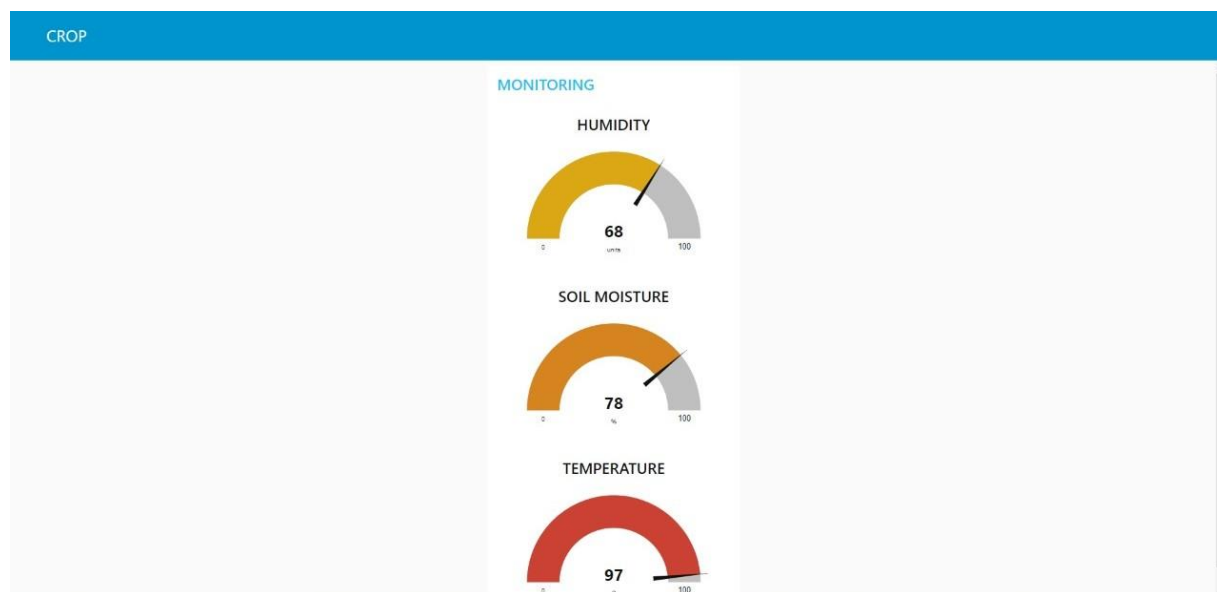 CROP
MONITORING
HUMIDITY
68
0 units 100
SOIL MOISTURE
78
0 % 100
TEMPERATURE
97
0 100